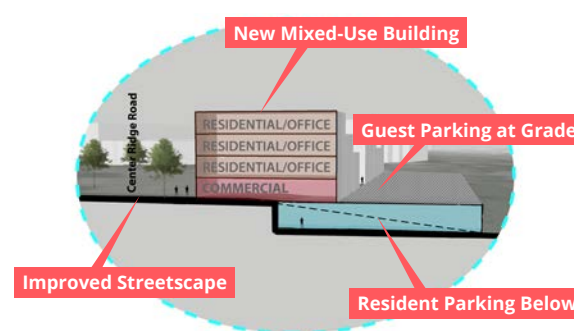 New Mixed-Use Building
Center Ridge Road
RESIDENTIAL/OFFICE
RESIDENTIAL/OFFICE
RESIDENTIAL/OFFICE
COMMERCIAL
Guest Parking at Grade
Improved Streetscape
Resident Parking Below